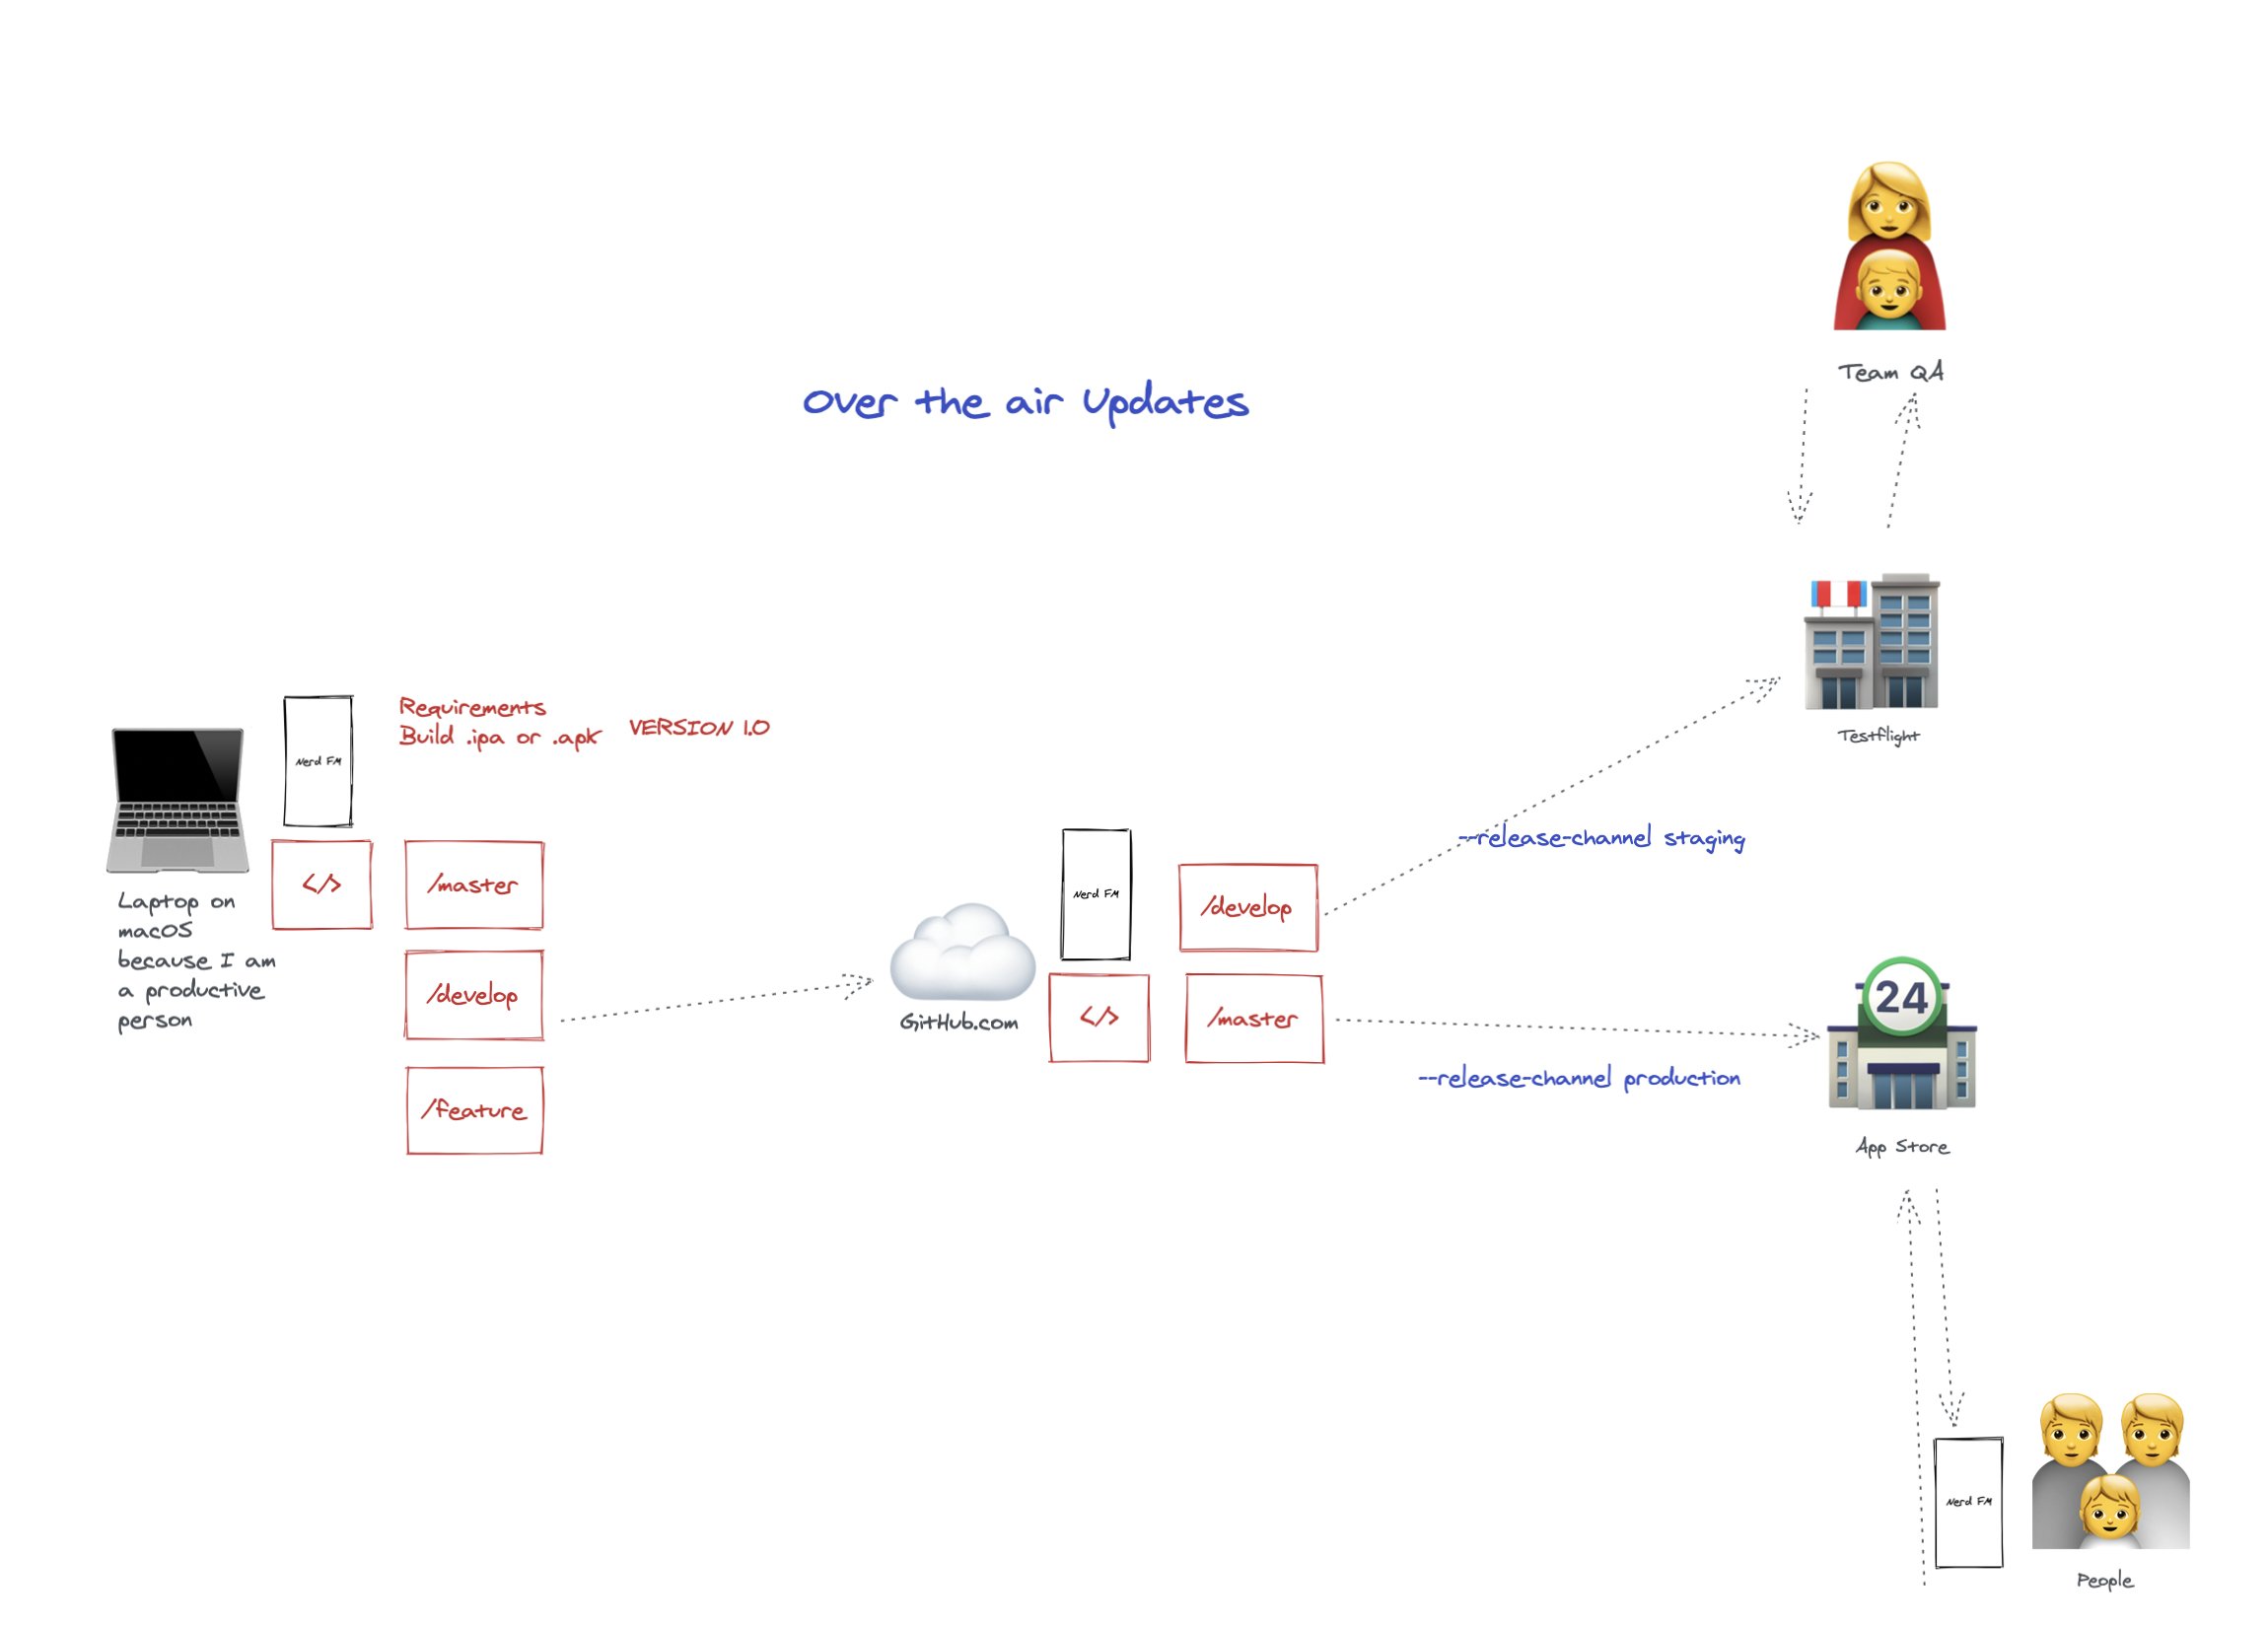 Team QA
Over the air Updates
Testflight
Requirements
Build .ipa or .apk
VERSION 1.0
Nerd FM
</>
/master
Laptop on
macOS
because I am
a productive
person
/develop
/feature
GitHub.com
Nerd FM
</>
/develop
/master
--release-channel staging
--release-channel production
24
App Store
Nerd FM
People